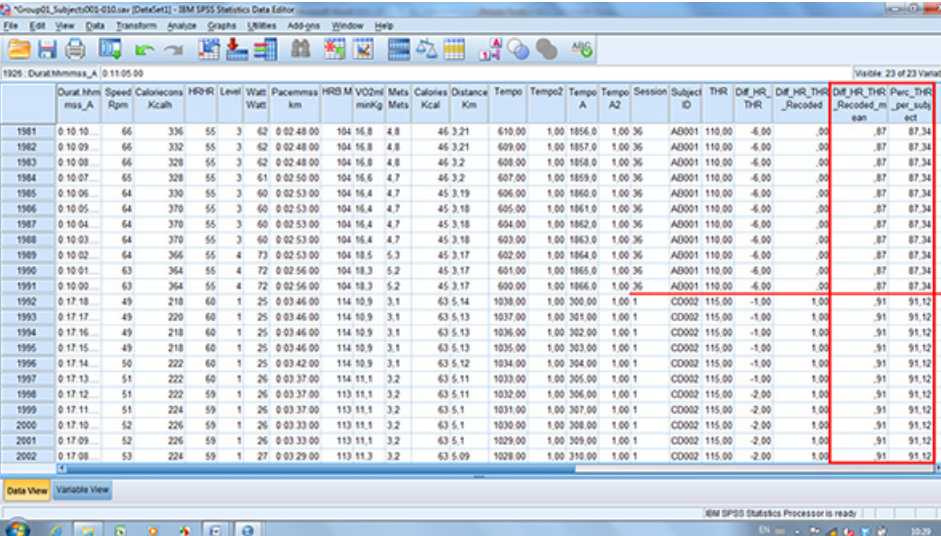 *Group01_Subjects001-010.sav [DataSet1] - IBM SPSS Statistics Data Editor
File Edit View Data Transform Analyze Graphs Utilities Add-ons Window Help
1926 : Durat.hhmmss_A 0:11:05.00 Visible: 23 of 23 Variab
Durat.hhm Speed Caloriecons HRHR Level Watt Pacemmss HRB.M VO2ml Mets Calories Distance Tempo Tempo2 Tempo Tempo Session Subject THR Diff_HR_ Diff_HR_THR Diff_HR_THR Perc_THR
mss_A Rpm .Kcalh Watt km minKg Mets Kcal Km A A2 ID THR _Recoded _Recoded_m _per_subj
ean ect
1981 0:10:10.... 66 336 55 3 62 0:02:48.00 104 16,8 4,8 46 3,21 610,00 1,00 1856,0 1,00 36 AB001 110,00 -6,00 ,00 ,87 87,34
1982 0:10:09.... 66 332 55 3 62 0:02:48.00 104 16,8 4,8 46 3,21 609,00 1,00 1857,0 1,00 36 AB001 110,00 -6,00 ,00 ,87 87,34
1983 0:10:08.... 66 328 55 3 62 0:02:48.00 104 16,8 4,8 46 3,2 608,00 1,00 1858,0 1,00 36 AB001 110,00 -6,00 ,00 ,87 87,34
1984 0:10:07.... 65 328 55 3 61 0:02:50.00 104 16,6 4,7 46 3,2 607,00 1,00 1859,0 1,00 36 AB001 110,00 -6,00 ,00 ,87 87,34
1985 0:10:06.... 64 330 55 3 60 0:02:53.00 104 16,4 4,7 45 3,19 606,00 1,00 1860,0 1,00 36 AB001 110,00 -6,00 ,00 ,87 87,34
1986 0:10:05.... 64 370 55 3 60 0:02:53.00 104 16,4 4,7 45 3,18 605,00 1,00 1861,0 1,00 36 AB001 110,00 -6,00 ,00 ,87 87,34
1987 0:10:04.... 64 370 55 3 60 0:02:53.00 104 16,4 4,7 45 3,18 604,00 1,00 1862,0 1,00 36 AB001 110,00 -6,00 ,00 ,87 87,34
1988 0:10:03.... 64 370 55 3 60 0:02:53.00 104 16,4 4,7 45 3,18 603,00 1,00 1863,0 1,00 36 AB001 110,00 -6,00 ,00 ,87 87,34
1989 0:10:02.... 64 366 55 4 73 0:02:53.00 104 18,5 5,3 45 3,17 602,00 1,00 1864,0 1,00 36 AB001 110,00 -6,00 ,00 ,87 87,34
1990 0:10:01.... 63 364 55 4 72 0:02:56.00 104 18,3 5,2 45 3,17 601,00 1,00 1865,0 1,00 36 AB001 110,00 -6,00 ,00 ,87 87,34
1991 0:10:00.... 63 364 55 4 72 0:02:56.00 104 18,3 5,2 45 3,17 600,00 1,00 1866,0 1,00 36 AB001 110,00 -6,00 ,00 ,87 87,34
1992 0:17:18.... 49 218 60 1 25 0:03:46.00 114 10,9 3,1 63 5,14 1038,00 1,00 300,00 1,00 1 CD002 115,00 -1,00 1,00 ,91 91,12
1993 0:17:17.... 49 220 60 1 25 0:03:46.00 114 10,9 3,1 63 5,13 1037,00 1,00 301,00 1,00 1 CD002 115,00 -1,00 1,00 ,91 91,12
1994 0:17:16.... 49 218 60 1 25 0:03:46.00 114 10,9 3,1 63 5,13 1036,00 1,00 302,00 1,00 1 CD002 115,00 -1,00 1,00 ,91 91,12
1995 0:17:15.... 49 218 60 1 25 0:03:46.00 114 10,9 3,1 63 5,13 1035,00 1,00 303,00 1,00 1 CD002 115,00 -1,00 1,00 ,91 91,12
1996 0:17:14.... 50 222 60 1 25 0:03:42.00 114 10,9 3,1 63 5,12 1034,00 1,00 304,00 1,00 1 CD002 115,00 -1,00 1,00 ,91 91,12
1997 0:17:13.... 51 222 60 1 26 0:03:37.00 114 11,1 3,2 63 5,11 1033,00 1,00 305,00 1,00 1 CD002 115,00 -1,00 1,00 ,91 91,12
1998 0:17:12.... 51 222 59 1 26 0:03:37.00 113 11,1 3,2 63 5,11 1032,00 1,00 306,00 1,00 1 CD002 115,00 -2,00 1,00 ,91 91,12
1999 0:17:11.... 51 224 59 1 26 0:03:37.00 113 11,1 3,2 63 5,1 1031,00 1,00 307,00 1,00 1 CD002 115,00 -2,00 1,00 ,91 91,12
2000 0:17:10.... 52 226 59 1 26 0:03:33.00 113 11,1 3,2 63 5,1 1030,00 1,00 308,00 1,00 1 CD002 115,00 -2,00 1,00 ,91 91,12
2001 0:17:09.... 52 226 59 1 26 0:03:33.00 113 11,1 3,2 63 5,1 1029,00 1,00 309,00 1,00 1 CD002 115,00 -2,00 1,00 ,91 91,12
2002 0:17:08.... 53 224 59 1 27 0:03:29.00 113 11,3 3,2 63 5,09 1028,00 1,00 310,00 1,00 1 CD002 115,00 -2,00 1,00 ,91 91,12
Data View Variable View
IBM SPSS Statistics Processor is ready
EN 10:29